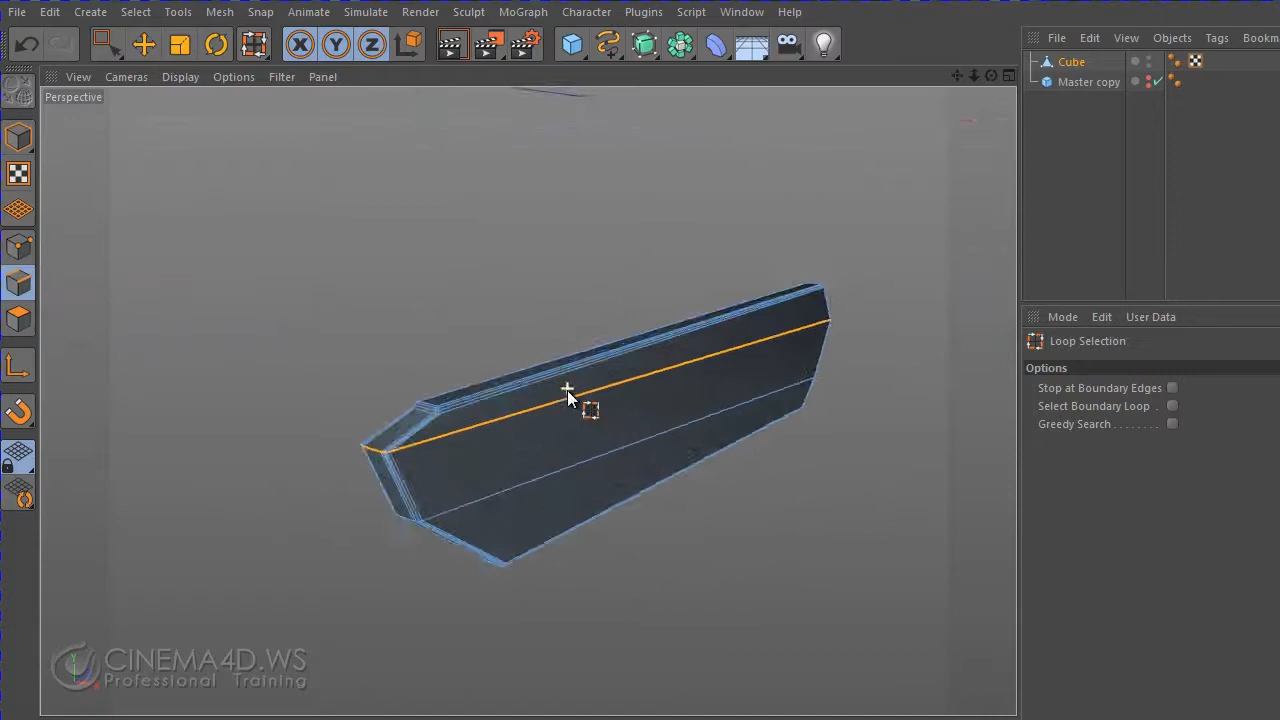 File Edit Create Select Tools Mesh Snap Animate Simulate Render Sculpt MoGraph Character Plugins Script Window Help
X Y Z
File Edit View Objects Tags Bookm
View Cameras Display Options Filter Panel
Cube
Master copy
Perspective
Mode Edit User Data
Loop Selection
Options
Stop at Boundary Edges
Select Boundary Loop .
Greedy Search . . . . . . . .
CINEMA4D.WS
Professional Training
Y